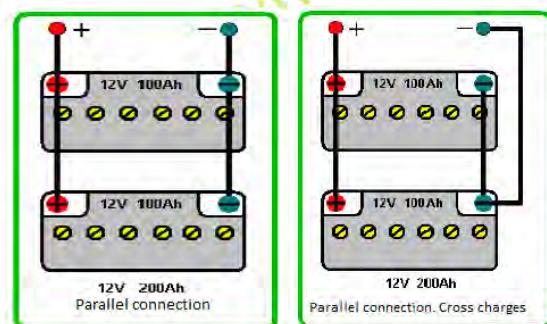 + −
12V 100Ah
+ −
12V 100Ah
12V 200Ah
Parallel connection
+ −
12V 100Ah
+ −
12V 100Ah
12V 200Ah
Parallel connection. Cross charges